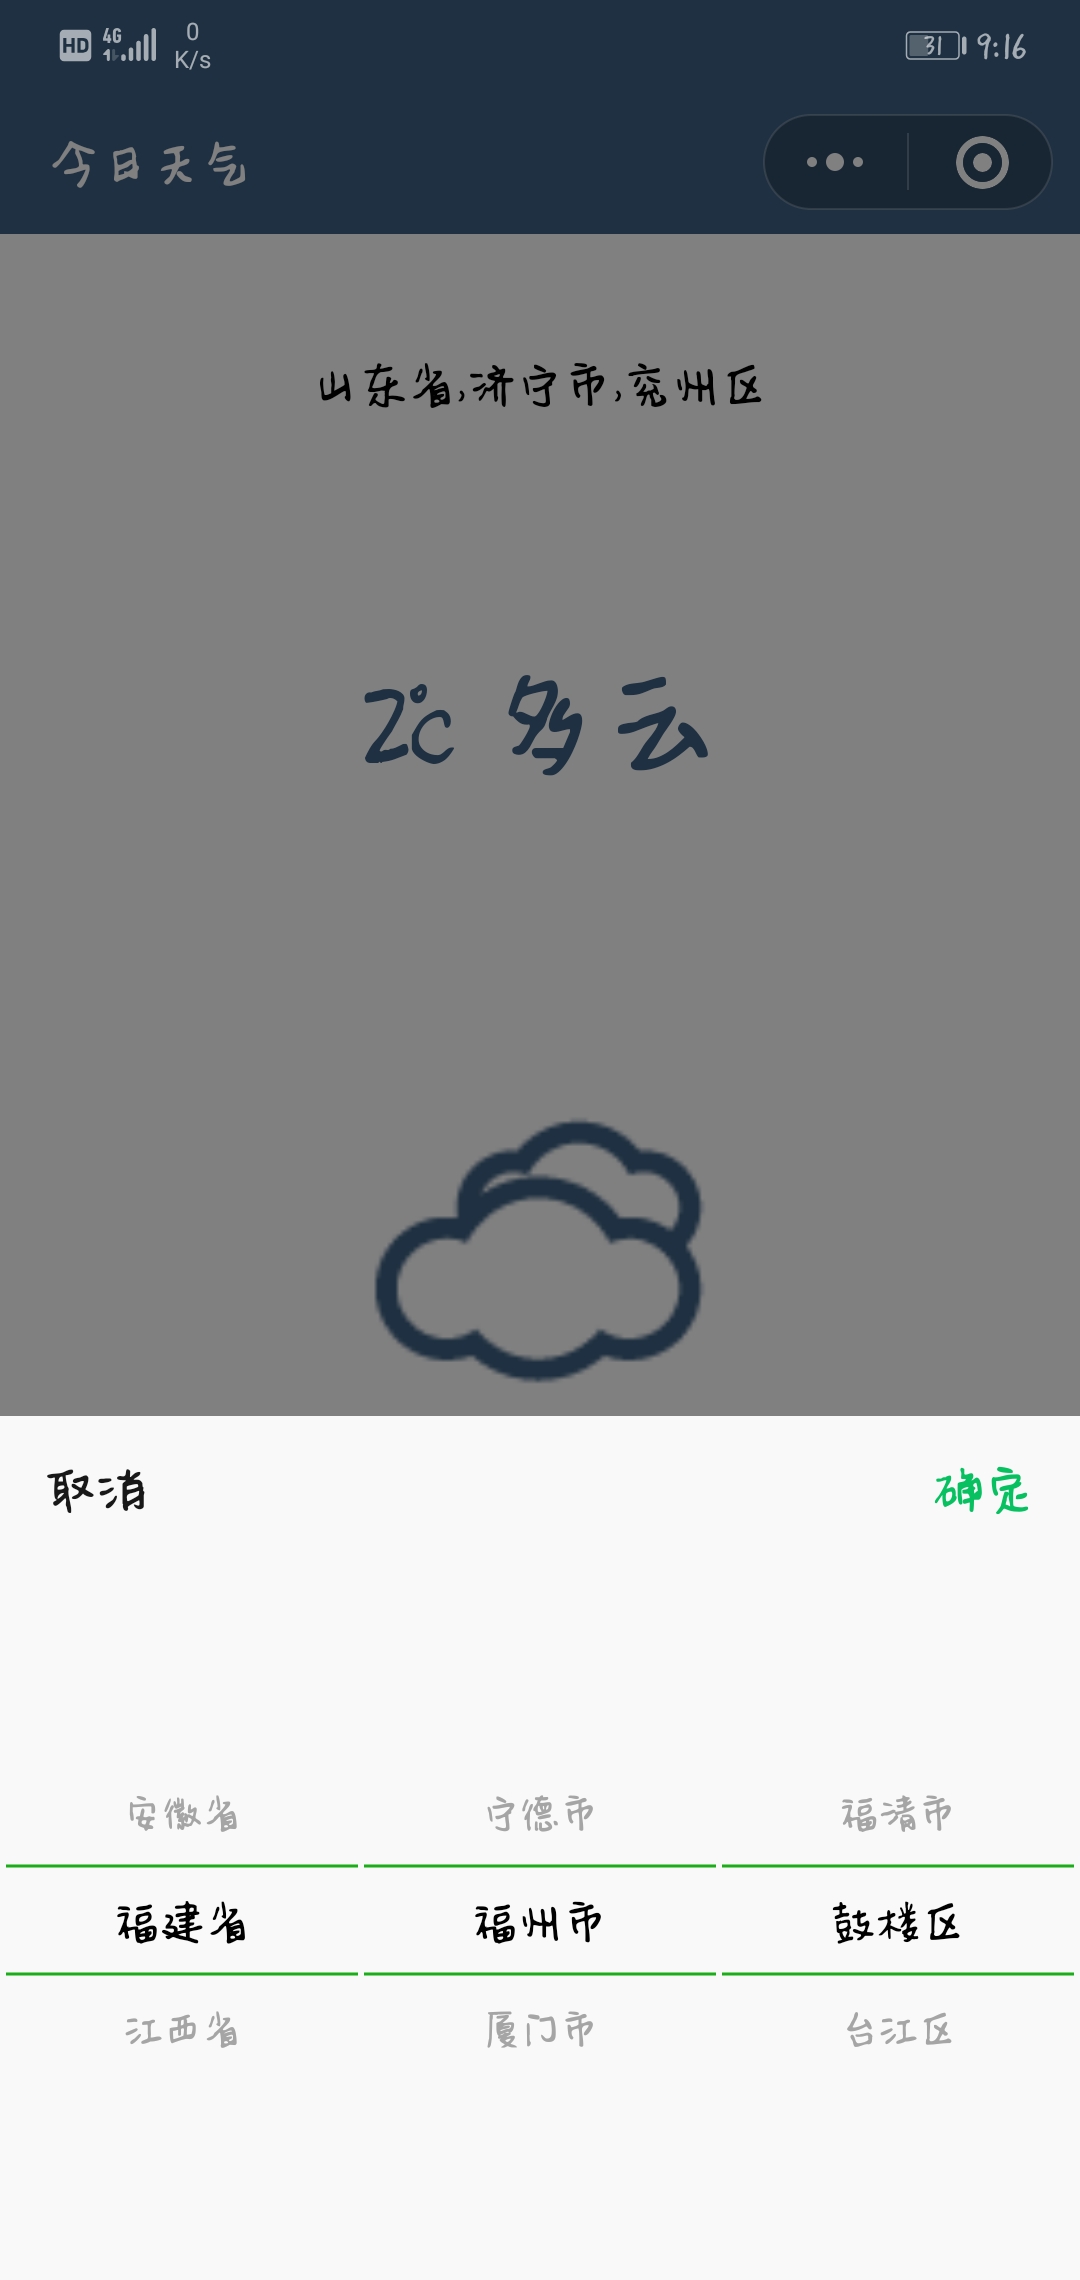 HD 4G 0 K/s 31 9:16
今日天气
山东省,济宁市,兖州区
2℃ 多云
取消 确定
安徽省 宁德市 福清市
福建省 福州市 鼓楼区
江西省 厦门市 台江区